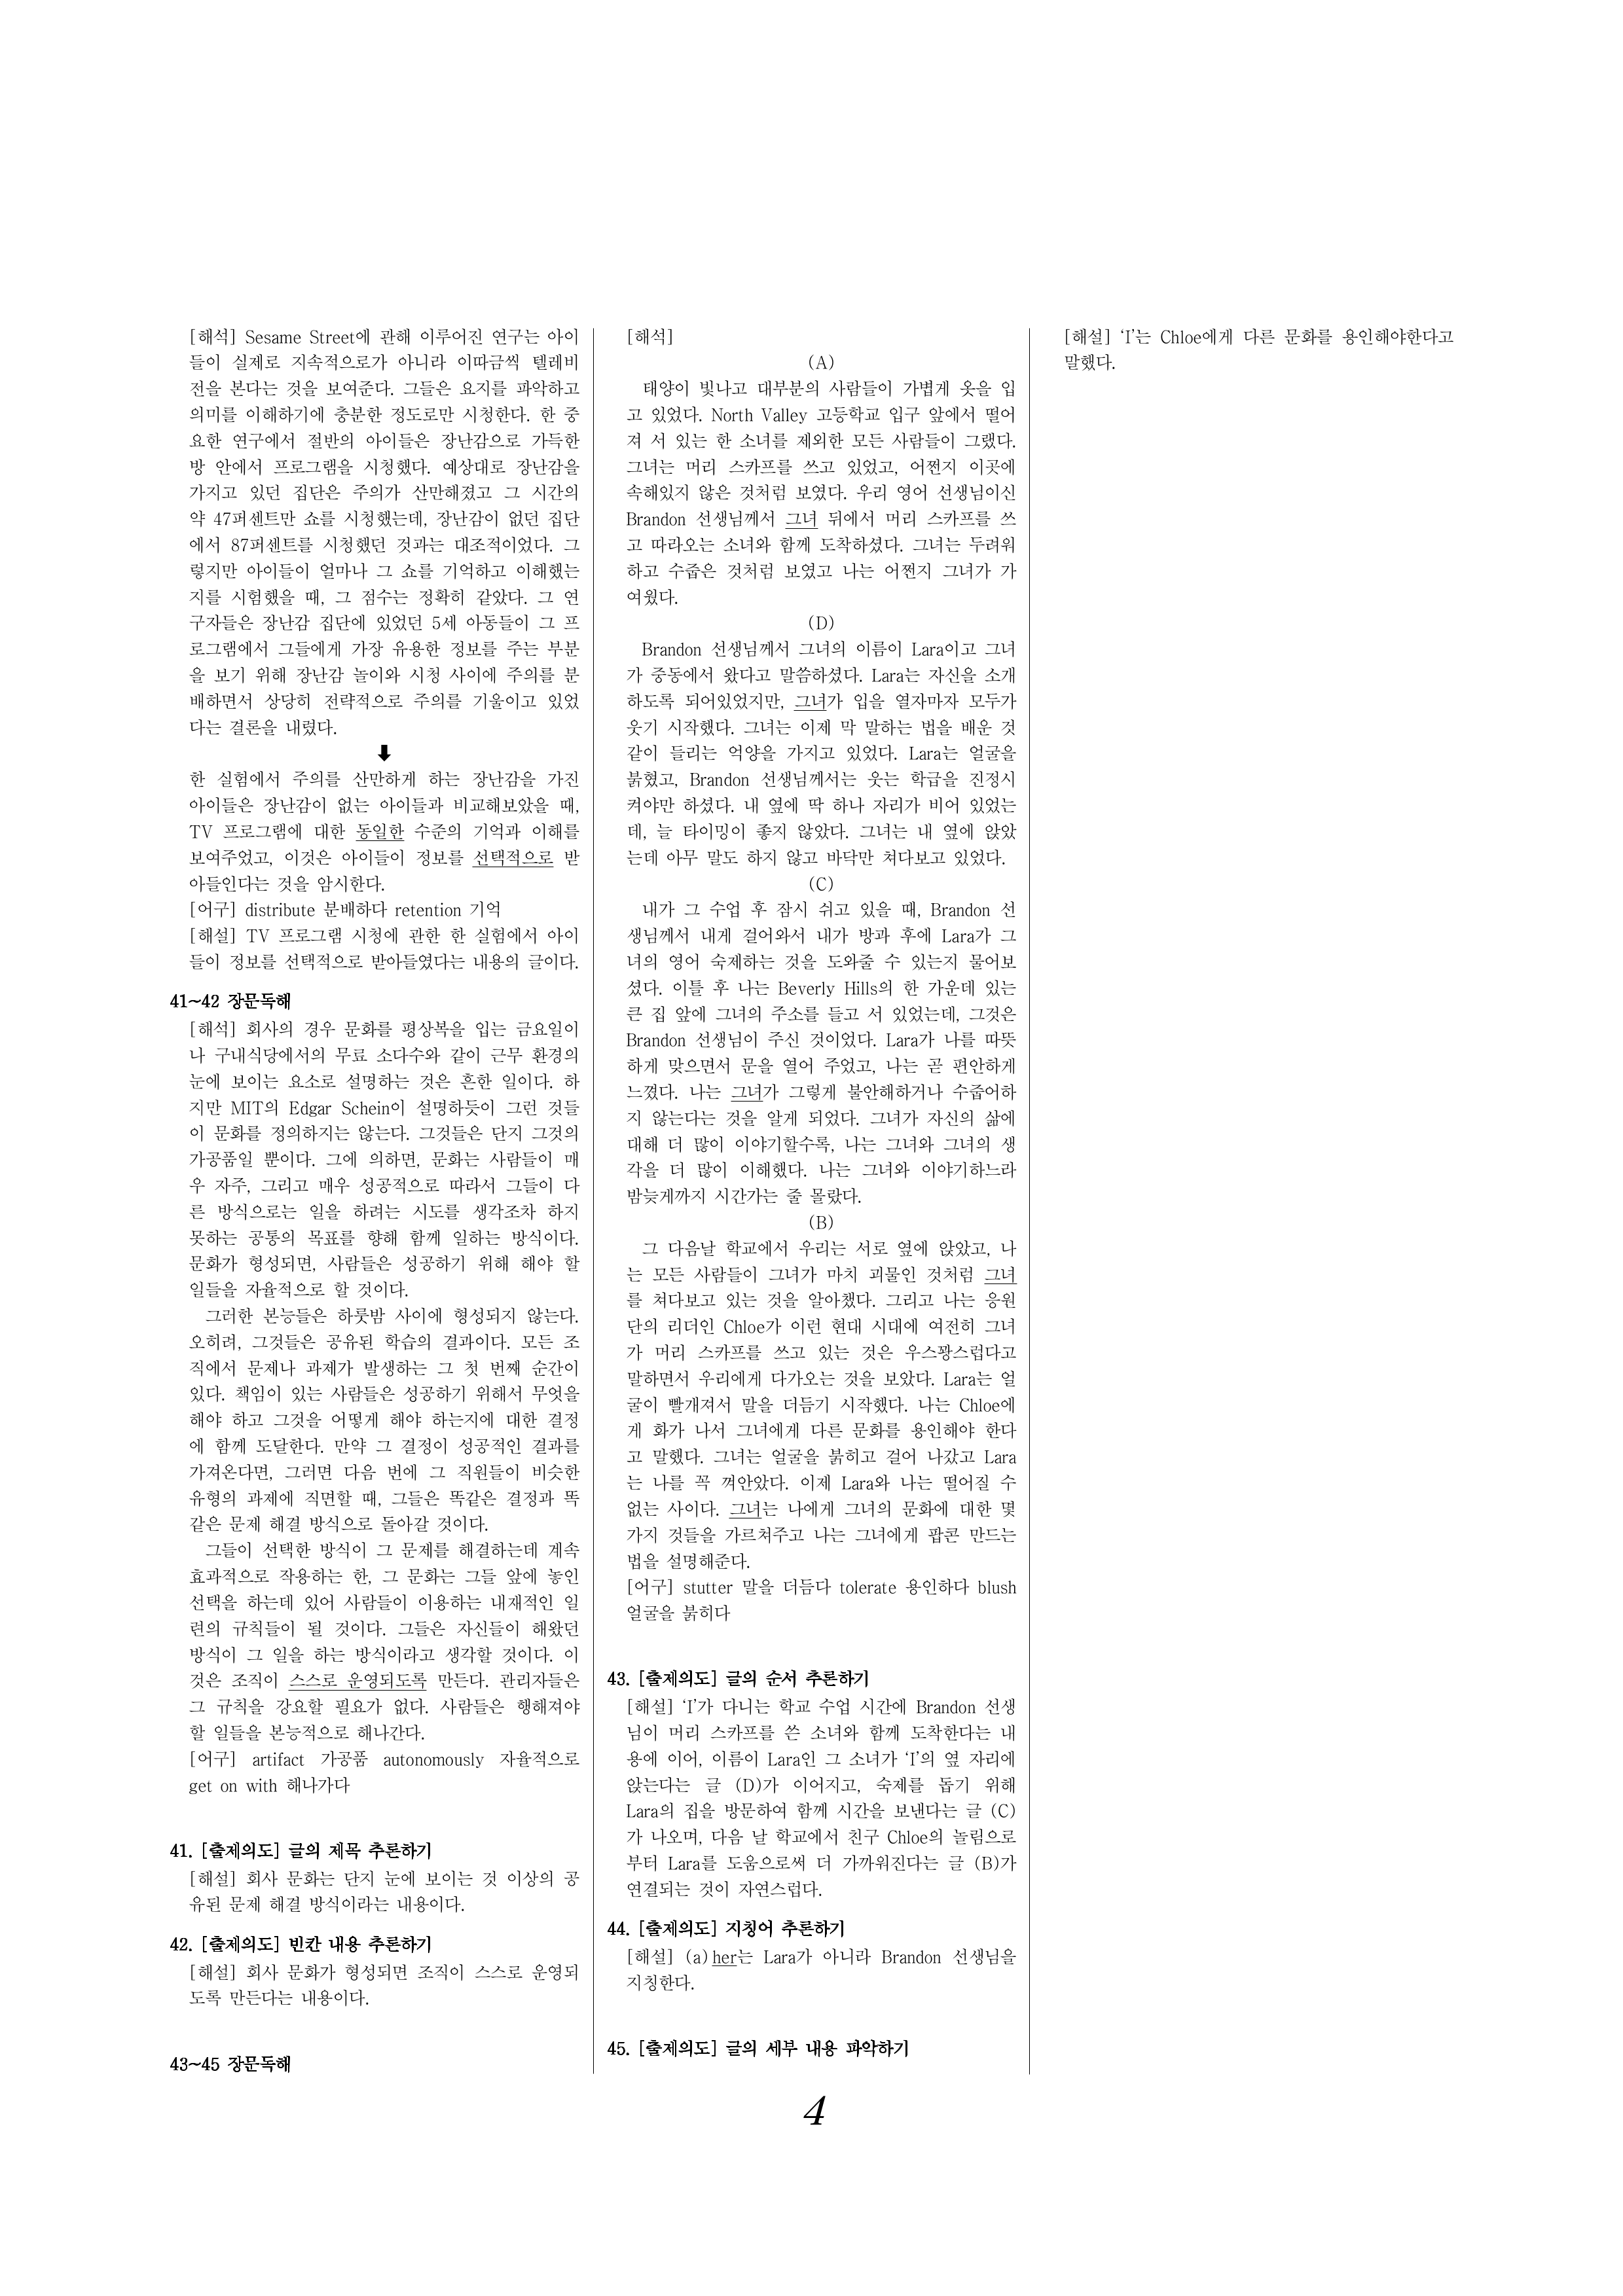 [해석] Sesame Street에 관해 이루어진 연구는 아이
들이 실제로 지속적으로가 아니라 이따금씩 텔레비
전을 본다는 것을 보여준다. 그들은 요지를 파악하고
의미를 이해하기에 충분한 정도로만 시청한다. 한 중
요한 연구에서 절반의 아이들은 장난감으로 가득한
방 안에서 프로그램을 시청했다. 예상대로 장난감을
가지고 있던 집단은 주의가 산만해졌고 그 시간의
약 47퍼센트만 쇼를 시청했는데, 장난감이 없던 집단
에서 87퍼센트를 시청했던 것과는 대조적이었다. 그
렇지만 아이들이 얼마나 그 쇼를 기억하고 이해했는
지를 시험했을 때, 그 점수는 정확히 같았다. 그 연
구자들은 장난감 집단에 있었던 5세 아동들이 그 프
로그램에서 그들에게 가장 유용한 정보를 주는 부분
을 보기 위해 장난감 놀이와 시청 사이에 주의를 분
배하면서 상당히 전략적으로 주의를 기울이고 있었
다는 결론을 내렸다.
한 실험에서 주의를 산만하게 하는 장난감을 가진
아이들은 장난감이 없는 아이들과 비교해보았을 때,
TV 프로그램에 대한 동일한 수준의 기억과 이해를
보여주었고, 이것은 아이들이 정보를 선택적으로 받
아들인다는 것을 암시한다.
[어구] distribute 분배하다 retention 기억
[해설] TV 프로그램 시청에 관한 한 실험에서 아이
들이 정보를 선택적으로 받아들였다는 내용의 글이다.
41~42 장문독해
[해석] 회사의 경우 문화를 평상복을 입는 금요일이
나 구내식당에서의 무료 소다수와 같이 근무 환경의
눈에 보이는 요소로 설명하는 것은 흔한 일이다. 하
지만 MIT의 Edgar Schein이 설명하듯이 그런 것들
이 문화를 정의하지는 않는다. 그것들은 단지 그것의
가공품일 뿐이다. 그에 의하면, 문화는 사람들이 매
우 자주, 그리고 매우 성공적으로 따라서 그들이 다
른 방식으로는 일을 하려는 시도를 생각조차 하지
못하는 공통의 목표를 향해 함께 일하는 방식이다.
문화가 형성되면, 사람들은 성공하기 위해 해야 할
일들을 자율적으로 할 것이다.
그러한 본능들은 하룻밤 사이에 형성되지 않는다.
오히려, 그것들은 공유된 학습의 결과이다. 모든 조
직에서 문제나 과제가 발생하는 그 첫 번째 순간이
있다. 책임이 있는 사람들은 성공하기 위해서 무엇을
해야 하고 그것을 어떻게 해야 하는지에 대한 결정
에 함께 도달한다. 만약 그 결정이 성공적인 결과를
가져온다면, 그러면 다음 번에 그 직원들이 비슷한
유형의 과제에 직면할 때, 그들은 똑같은 결정과 똑
같은 문제 해결 방식으로 돌아갈 것이다.
그들이 선택한 방식이 그 문제를 해결하는데 계속
효과적으로 작용하는 한, 그 문화는 그들 앞에 놓인
선택을 하는데 있어 사람들이 이용하는 내재적인 일
련의 규칙들이 될 것이다. 그들은 자신들이 해왔던
방식이 그 일을 하는 방식이라고 생각할 것이다. 이
것은 조직이 스스로 운영되도록 만든다. 관리자들은
그 규칙을 강요할 필요가 없다. 사람들은 행해져야
할 일들을 본능적으로 해나간다.
[어구] artifact 가공품 autonomously 자율적으로
get on with 해나가다
41. [출제의도] 글의 제목 추론하기
[해설] 회사 문화는 단지 눈에 보이는 것 이상의 공
유된 문제 해결 방식이라는 내용이다.
42. [출제의도] 빈칸 내용 추론하기
[해설] 회사 문화가 형성되면 조직이 스스로 운영되
도록 만든다는 내용이다.
43~45 장문독해
[해석]
(A)
태양이 빛나고 대부분의 사람들이 가볍게 옷을 입
고 있었다. North Valley 고등학교 입구 앞에서 떨어
져 서 있는 한 소녀를 제외한 모든 사람들이 그랬다.
그녀는 머리 스카프를 쓰고 있었고, 어쩐지 이곳에
속해있지 않은 것처럼 보였다. 우리 영어 선생님이신
Brandon 선생님께서 그녀 뒤에서 머리 스카프를 쓰
고 따라오는 소녀와 함께 도착하셨다. 그녀는 두려워
하고 수줍은 것처럼 보였고 나는 어쩐지 그녀가 가
여웠다.
(D)
Brandon 선생님께서 그녀의 이름이 Lara이고 그녀
가 중동에서 왔다고 말씀하셨다. Lara는 자신을 소개
하도록 되어있었지만, 그녀가 입을 열자마자 모두가
웃기 시작했다. 그녀는 이제 막 말하는 법을 배운 것
같이 들리는 억양을 가지고 있었다. Lara는 얼굴을
붉혔고, Brandon 선생님께서는 웃는 학급을 진정시
켜야만 하셨다. 내 옆에 딱 하나 자리가 비어 있었는
데, 늘 타이밍이 좋지 않았다. 그녀는 내 옆에 앉았
는데 아무 말도 하지 않고 바닥만 쳐다보고 있었다.
(C)
내가 그 수업 후 잠시 쉬고 있을 때, Brandon 선
생님께서 내게 걸어와서 내가 방과 후에 Lara가 그
녀의 영어 숙제하는 것을 도와줄 수 있는지 물어보
셨다. 이틀 후 나는 Beverly Hills의 한 가운데 있는
큰 집 앞에 그녀의 주소를 들고 서 있었는데, 그것은
Brandon 선생님이 주신 것이었다. Lara가 나를 따뜻
하게 맞으면서 문을 열어 주었고, 나는 곧 편안하게
느꼈다. 나는 그녀가 그렇게 불안해하거나 수줍어하
지 않는다는 것을 알게 되었다. 그녀가 자신의 삶에
대해 더 많이 이야기할수록, 나는 그녀와 그녀의 생
각을 더 많이 이해했다. 나는 그녀와 이야기하느라
밤늦게까지 시간가는 줄 몰랐다.
(B)
그 다음날 학교에서 우리는 서로 옆에 앉았고, 나
는 모든 사람들이 그녀가 마치 괴물인 것처럼 그녀
를 쳐다보고 있는 것을 알아챘다. 그리고 나는 응원
단의 리더인 Chloe가 이런 현대 시대에 여전히 그녀
가 머리 스카프를 쓰고 있는 것은 우스꽝스럽다고
말하면서 우리에게 다가오는 것을 보았다. Lara는 얼
굴이 빨개져서 말을 더듬기 시작했다. 나는 Chloe에
게 화가 나서 그녀에게 다른 문화를 용인해야 한다
고 말했다. 그녀는 얼굴을 붉히고 걸어 나갔고 Lara
는 나를 꼭 껴안았다. 이제 Lara와 나는 떨어질 수
없는 사이다. 그녀는 나에게 그녀의 문화에 대한 몇
가지 것들을 가르쳐주고 나는 그녀에게 팝콘 만드는
법을 설명해준다.
[어구] stutter 말을 더듬다 tolerate 용인하다 blush
얼굴을 붉히다
43. [출제의도] 글의 순서 추론하기
[해설] ‘I’가 다니는 학교 수업 시간에 Brandon 선생
님이 머리 스카프를 쓴 소녀와 함께 도착한다는 내
용에 이어, 이름이 Lara인 그 소녀가 ‘I’의 옆 자리에
앉는다는 글 (D)가 이어지고, 숙제를 돕기 위해
Lara의 집을 방문하여 함께 시간을 보낸다는 글 (C)
가 나오며, 다음 날 학교에서 친구 Chloe의 놀림으로
부터 Lara를 도움으로써 더 가까워진다는 글 (B)가
연결되는 것이 자연스럽다.
44. [출제의도] 지칭어 추론하기
[해설] (a)her는 Lara가 아니라 Brandon 선생님을
지칭한다.
45. [출제의도] 글의 세부 내용 파악하기
[해설] ‘I’는 Chloe에게 다른 문화를 용인해야한다고
말했다.
4